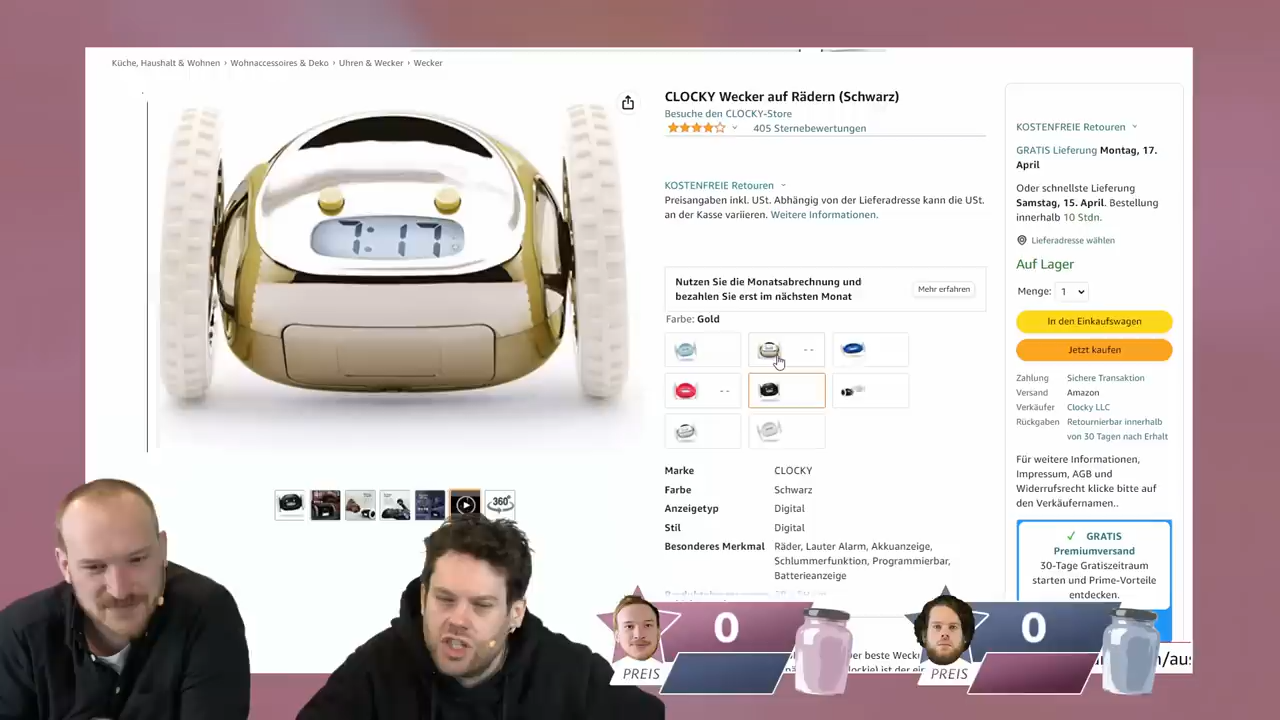 Küche, Haushalt & Wohnen › Wohnaccessoires & Deko › Uhren & Wecker › Wecker
CLOCKY Wecker auf Rädern (Schwarz)
Besuche den CLOCKY-Store
405 Sternebewertungen
KOSTENFREIE Retouren
Preisangaben inkl. USt. Abhängig von der Lieferadresse kann die USt.
an der Kasse variieren. Weitere Informationen.
Nutzen Sie die Monatsabrechnung und
bezahlen Sie erst im nächsten Monat
Mehr erfahren
Farbe: Gold
7:17
- -
- -
Marke CLOCKY
Farbe Schwarz
Anzeigetyp Digital
Stil Digital
Besonderes Merkmal Räder, Lauter Alarm, Akkuanzeige,
Schlummerfunktion, Programmierbar,
Batterieanzeige
360°
KOSTENFREIE Retouren
GRATIS Lieferung Montag, 17.
April
Oder schnellste Lieferung
Samstag, 15. April. Bestellung
innerhalb 10 Stdn.
Lieferadresse wählen
Auf Lager
Menge: 1
In den Einkaufswagen
Jetzt kaufen
Zahlung Sichere Transaktion
Versand Amazon
Verkäufer Clocky LLC
Rückgaben Retournierbar innerhalb
von 30 Tagen nach Erhalt
Für weitere Informationen,
Impressum, AGB und
Widerrufsrecht klicke bitte auf
den Verkäufernamen..
GRATIS
Premiumversand
30-Tage Gratiszeitraum
starten und Prime-Vorteile
entdecken.
0
PREIS
0
PREIS